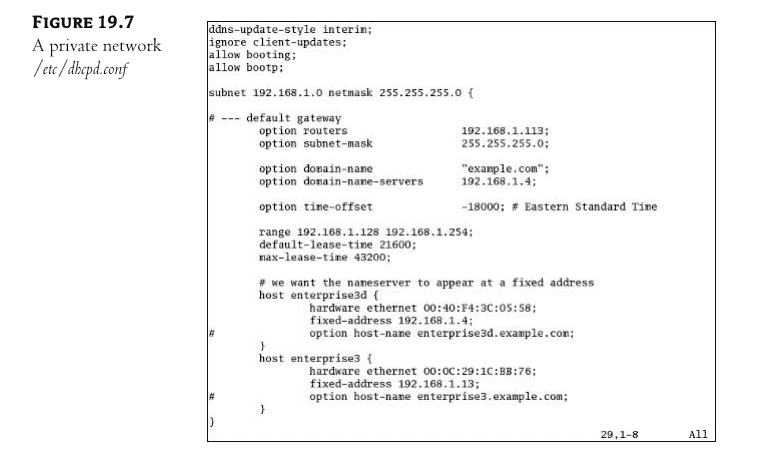 FIGURE 19.7
A private network
/etc/dhcpd.conf
ddns-update-style interim;
ignore client-updates;
allow booting;
allow bootp;
subnet 192.168.1.0 netmask 255.255.255.0 {
# --- default gateway
option routers 192.168.1.113;
option subnet-mask 255.255.255.0;
option domain-name "example.com";
option domain-name-servers 192.168.1.4;
option time-offset -18000; # Eastern Standard Time
range 192.168.1.128 192.168.1.254;
default-lease-time 21600;
max-lease-time 43200;
# we want the nameserver to appear at a fixed address
host enterprise3d {
hardware ethernet 00:40:F4:3C:05:58;
fixed-address 192.168.1.4;
# option host-name enterprise3d.example.com;
}
host enterprise3 {
hardware ethernet 00:0C:29:1C:BB:76;
fixed-address 192.168.1.13;
# option host-name enterprise3.example.com;
}
}
29,1-8 All